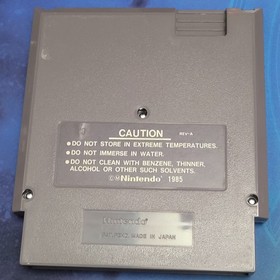 CAUTION REV-A
•DO NOT STORE IN EXTREME TEMPERATURES.
•DO NOT IMMERSE IN WATER.
•DO NOT CLEAN WITH BENZENE, THINNER,
ALCOHOL OR OTHER SUCH SOLVENTS.
©Ⓜ Nintendo 1985
Nintendo
MADE IN JAPAN